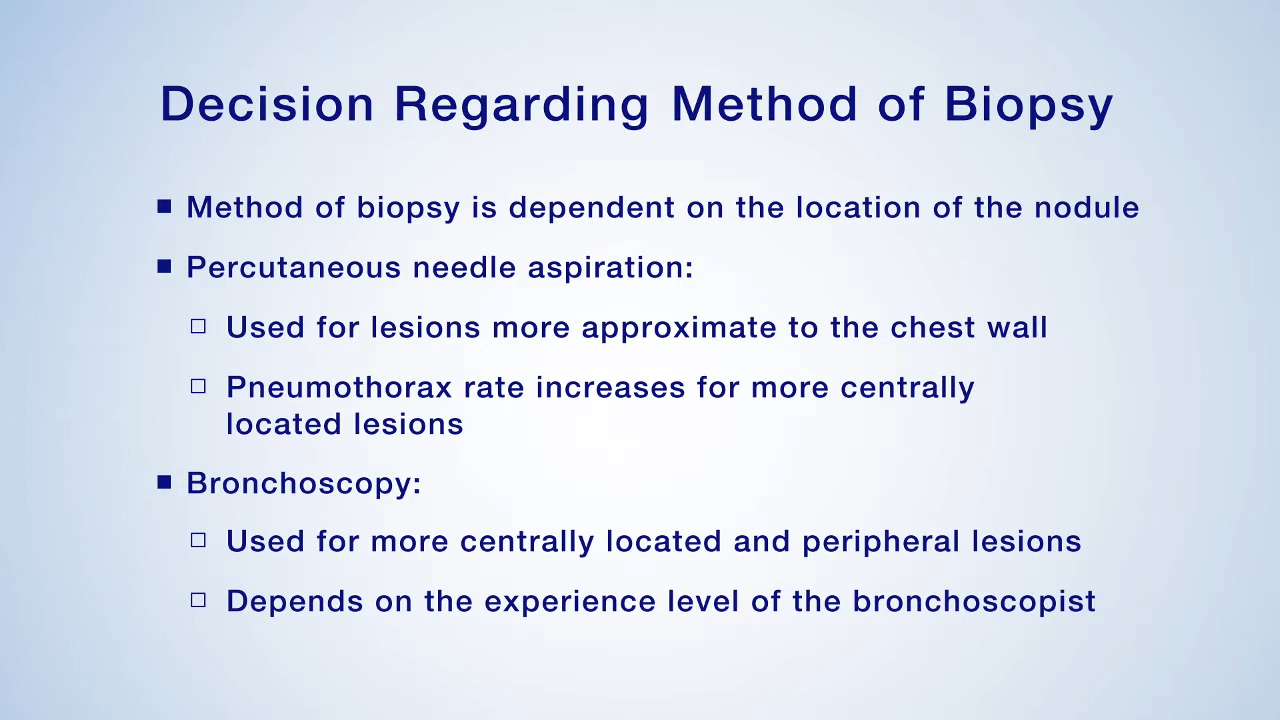 Decision Regarding Method of Biopsy
■ Method of biopsy is dependent on the location of the nodule
■ Percutaneous needle aspiration:
□ Used for lesions more approximate to the chest wall
□ Pneumothorax rate increases for more centrally
located lesions
■ Bronchoscopy:
□ Used for more centrally located and peripheral lesions
□ Depends on the experience level of the bronchoscopist